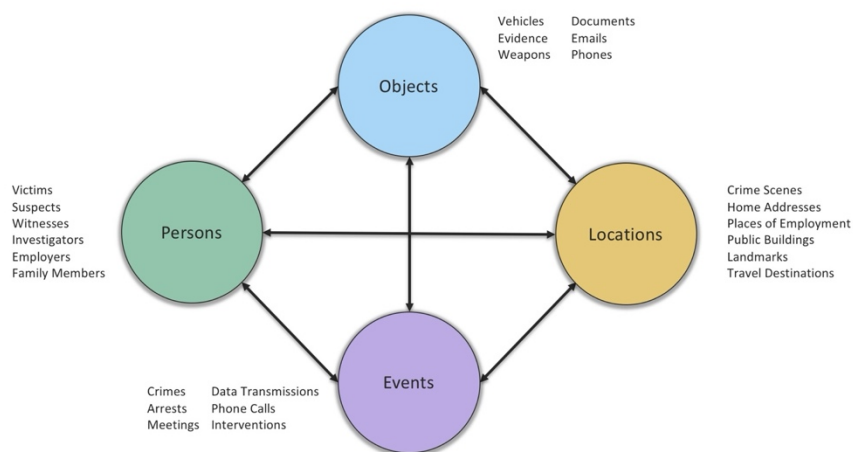 Vehicles Documents
Evidence Emails
Weapons Phones
Objects
Victims
Suspects
Witnesses
Investigators
Employers
Family Members
Persons
Locations
Crime Scenes
Home Addresses
Places of Employment
Public Buildings
Landmarks
Travel Destinations
Events
Crimes Data Transmissions
Arrests Phone Calls
Meetings Interventions